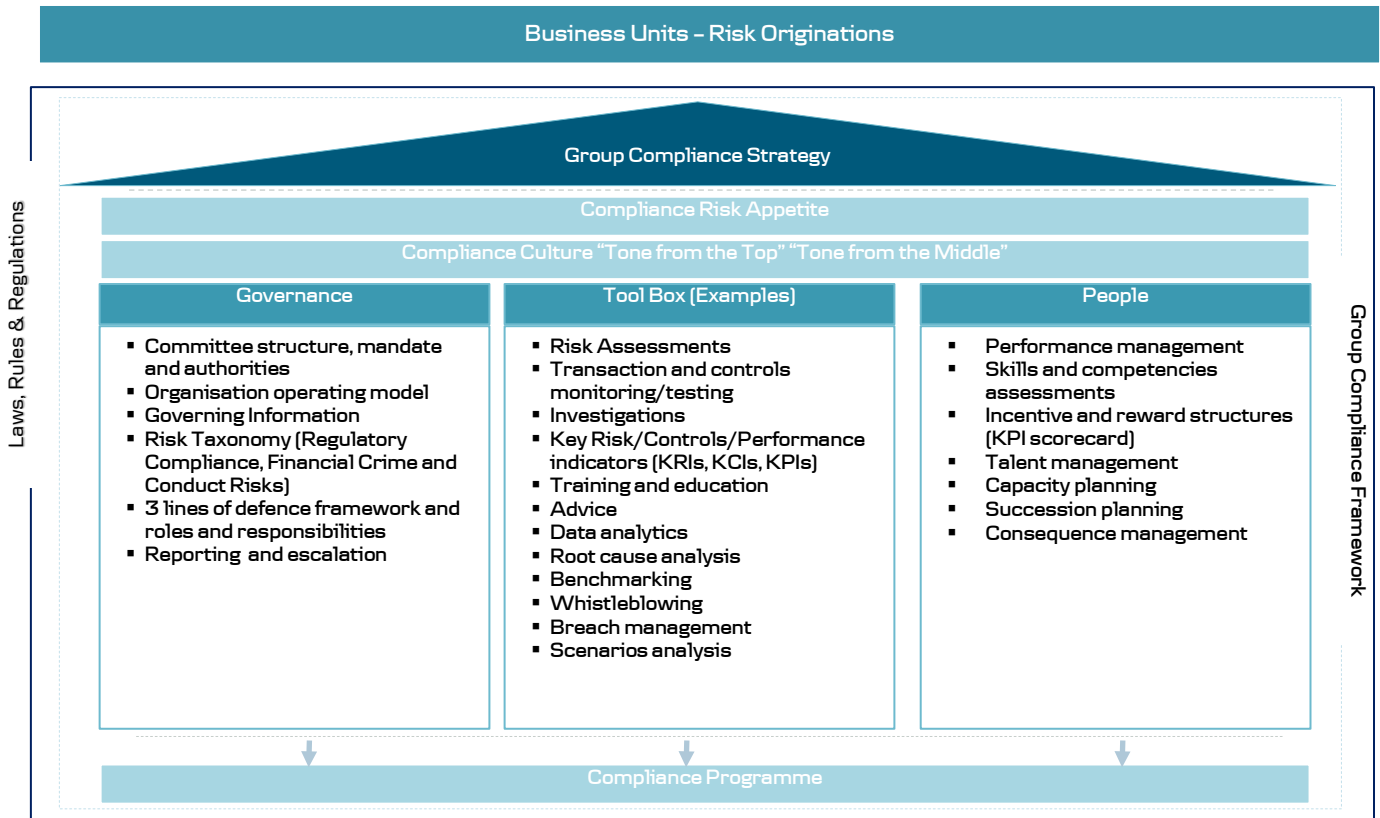 Business Units – Risk Originations
Group Compliance Strategy
Compliance Risk Appetite
Compliance Culture “Tone from the Top” “Tone from the Middle”
Laws, Rules & Regulations
Governance
▪ Committee structure, mandate
and authorities
▪ Organisation operating model
▪ Governing Information
▪ Risk Taxonomy (Regulatory
Compliance, Financial Crime and
Conduct Risks)
▪ 3 lines of defence framework and
roles and responsibilities
▪ Reporting and escalation
Tool Box (Examples)
▪ Risk Assessments
▪ Transaction and controls
monitoring/testing
▪ Investigations
▪ Key Risk/Controls/Performance
indicators (KRIs, KCIs, KPIs)
▪ Training and education
▪ Advice
▪ Data analytics
▪ Root cause analysis
▪ Benchmarking
▪ Whistleblowing
▪ Breach management
▪ Scenarios analysis
People
▪ Performance management
▪ Skills and competencies
assessments
▪ Incentive and reward structures
(KPI scorecard)
▪ Talent management
▪ Capacity planning
▪ Succession planning
▪ Consequence management
Group Compliance Framework
Compliance Programme